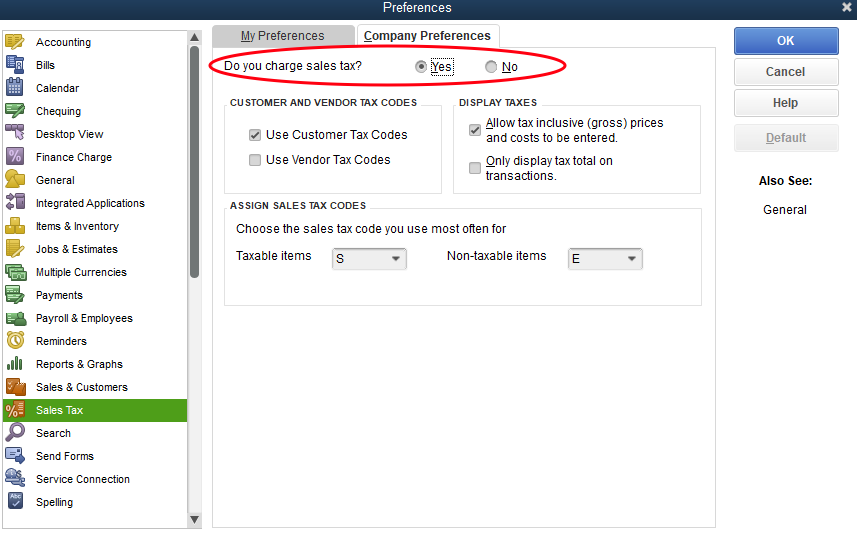 Preferences
Accounting
Bills
Calendar
Chequing
Desktop View
Finance Charge
General
Integrated Applications
Items & Inventory
Jobs & Estimates
Multiple Currencies
Payments
Payroll & Employees
Reminders
Reports & Graphs
Sales & Customers
Sales Tax
Search
Send Forms
Service Connection
Spelling
My Preferences
Company Preferences
Do you charge sales tax? Yes No
CUSTOMER AND VENDOR TAX CODES
Use Customer Tax Codes
Use Vendor Tax Codes
DISPLAY TAXES
Allow tax inclusive (gross) prices
and costs to be entered.
Only display tax total on
transactions.
ASSIGN SALES TAX CODES
Choose the sales tax code you use most often for
Taxable items S Non-taxable items E
OK
Cancel
Help
Default
Also See:
General